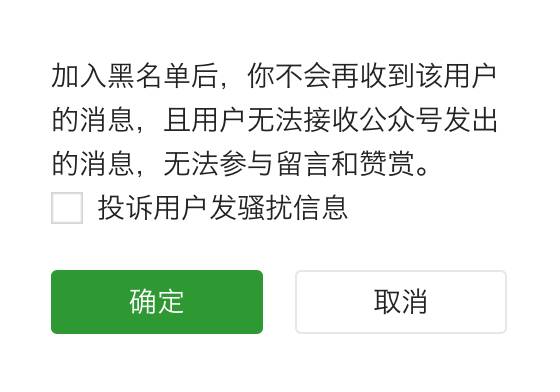 加入黑名单后，你不会再收到该用户
的消息，且用户无法接收公众号发出
的消息，无法参与留言和赞赏。
投诉用户发骚扰信息
确定
取消